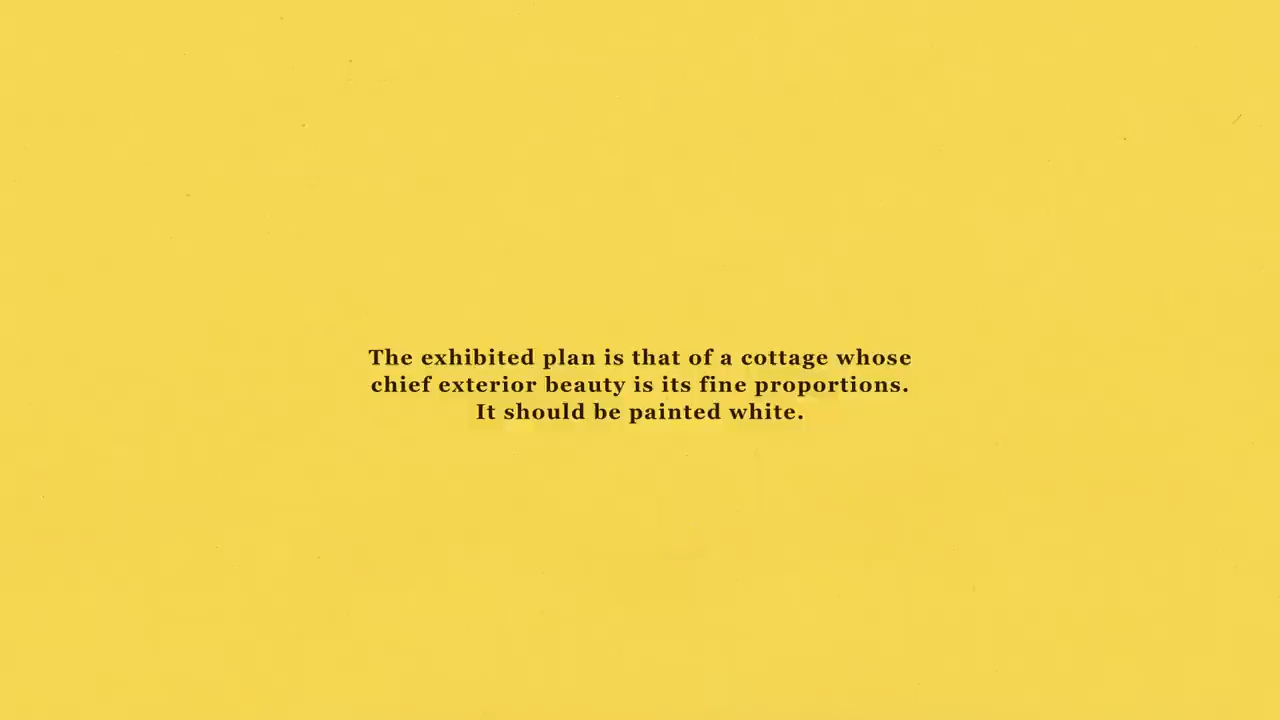 The exhibited plan is that of a cottage whose
chief exterior beauty is its fine proportions.
It should be painted white.